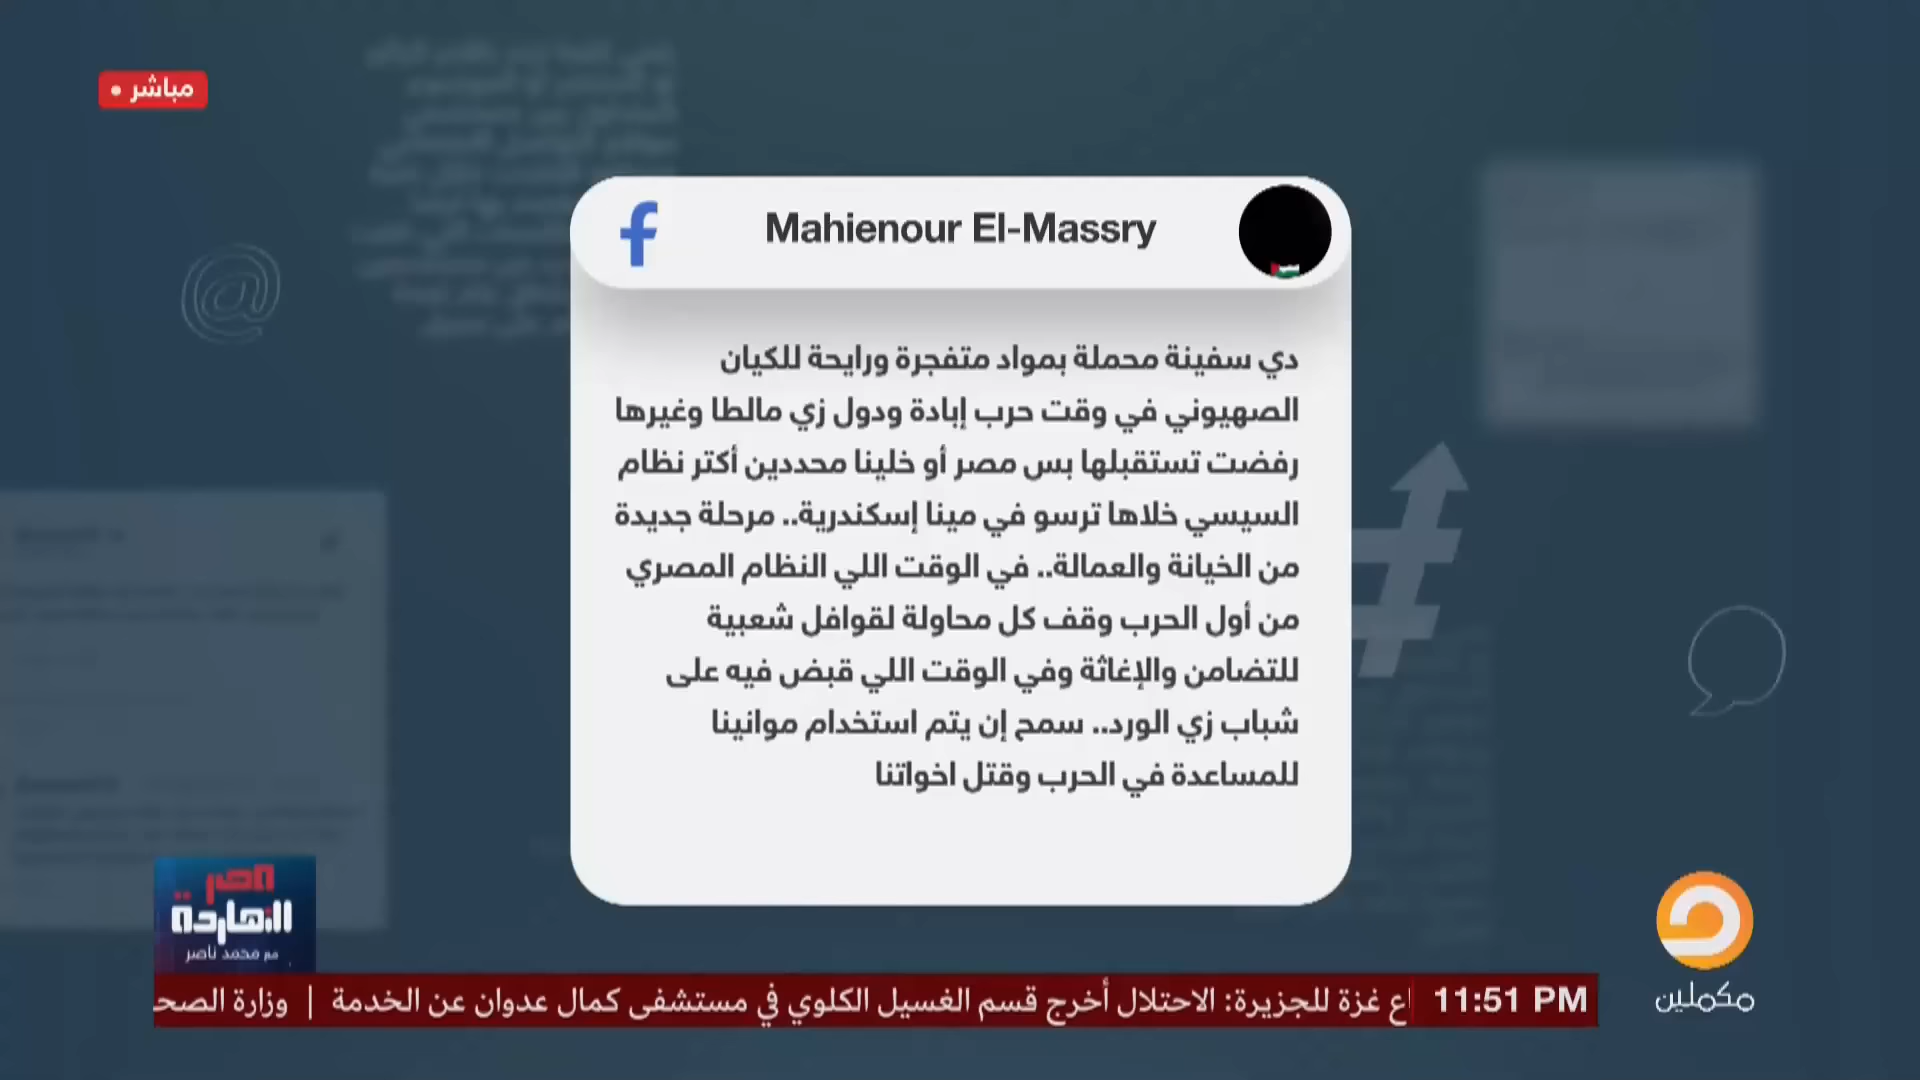 مباشر
Mahienour El-Massry
دي سفينة محملة بمواد متفجرة ورايحة للكيان
الصهيوني في وقت حرب إبادة ودول زي مالطا وغيرها
رفضت تستقبلها بس مصر أو خلينا محددين أكتر نظام
السيسي خلاها ترسو في مينا إسكندرية.. مرحلة جديدة
من الخيانة والعمالة.. في الوقت اللي النظام المصري
من أول الحرب وقف كل محاولة لقوافل شعبية
للتضامن والإغاثة وفي الوقت اللي قبض فيه على
شباب زي الورد.. سمح إن يتم استخدام موانينا
للمساعدة في الحرب وقتل اخواتنا
مصر
النهاردة
مع محمد ناصر
غزة للجزيرة: الاحتلال أخرج قسم الغسيل الكلوي في مستشفى كمال عدوان عن الخدمة | وزارة
11:51 PM
مكملين